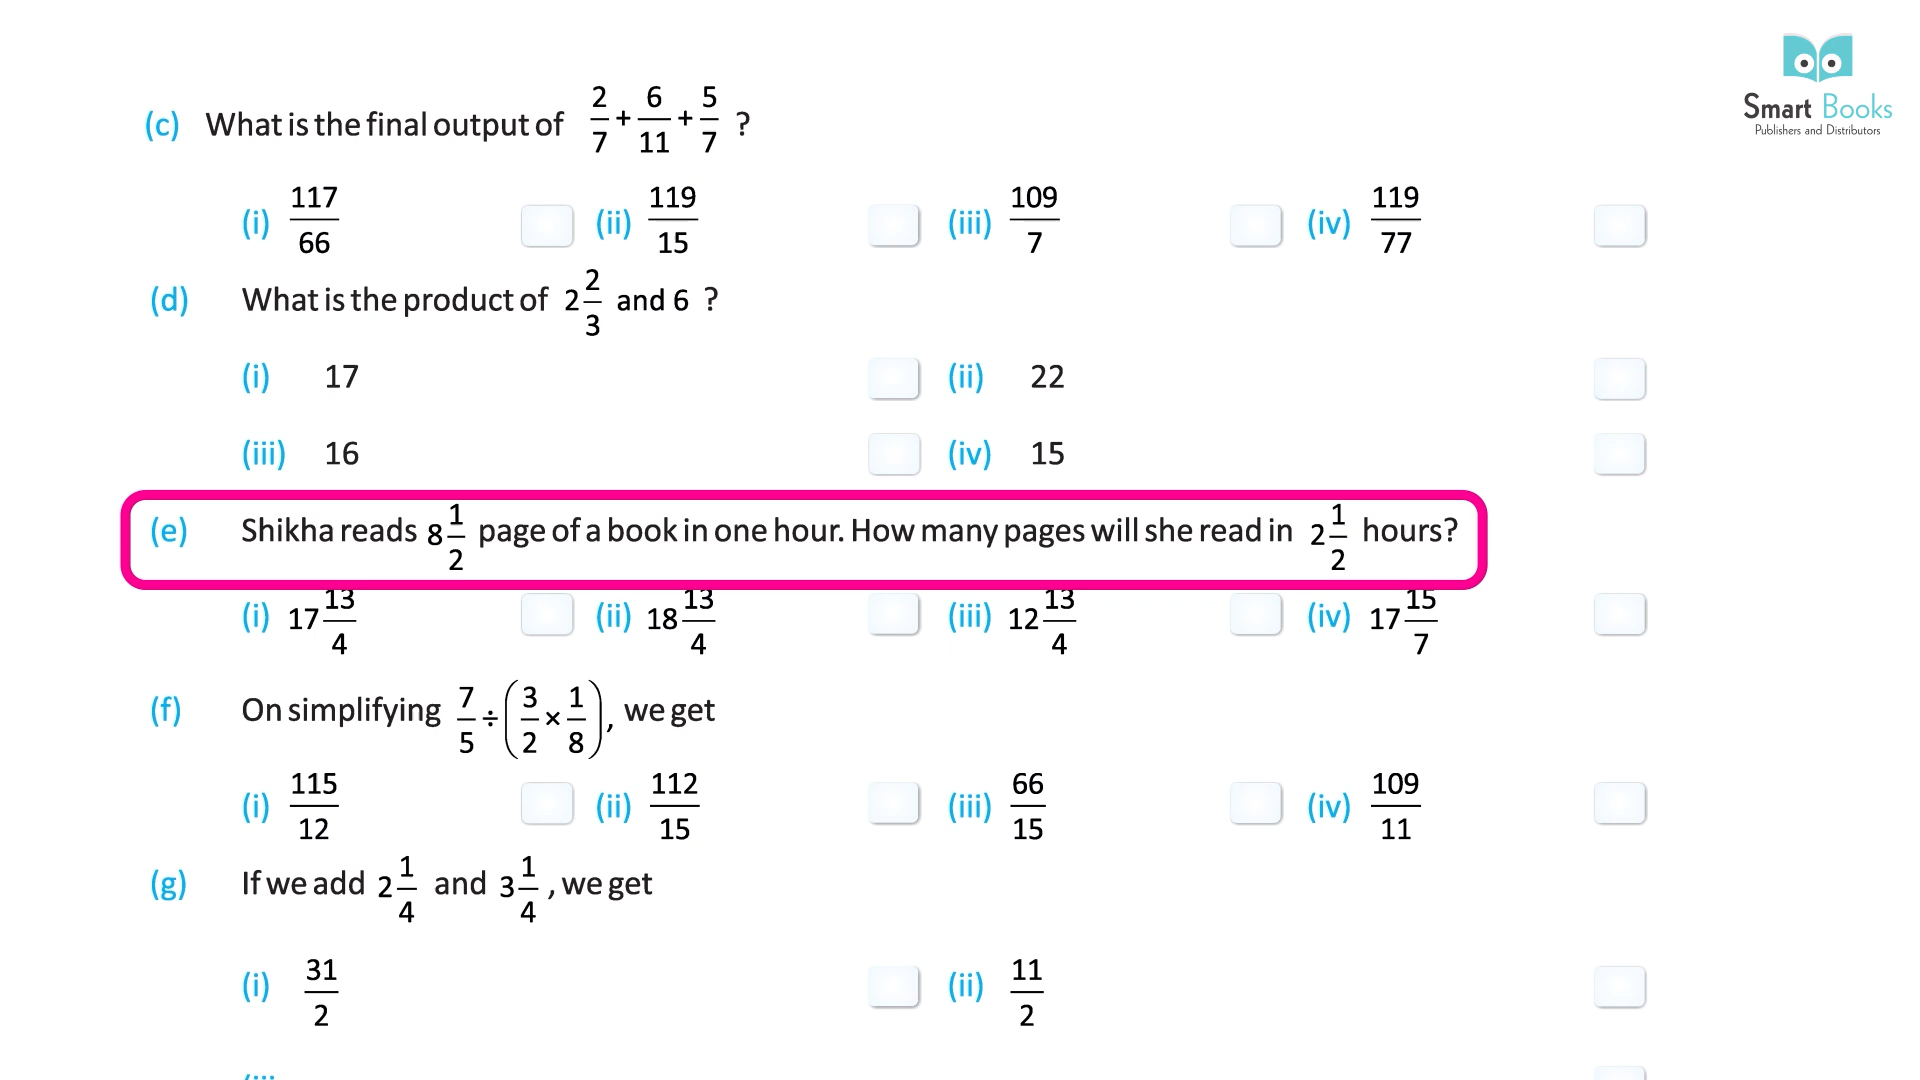 Smart Books
Publishers and Distributors
(c) What is the final output of 2/7 + 6/11 + 5/7 ?
(i) 117/66 (ii) 119/15 (iii) 109/7 (iv) 119/77
(d) What is the product of 2 2/3 and 6 ?
(i) 17 (ii) 22
(iii) 16 (iv) 15
(e) Shikha reads 8 1/2 page of a book in one hour. How many pages will she read in 2 1/2 hours?
(i) 17 13/4 (ii) 18 13/4 (iii) 12 13/4 (iv) 17 15/7
(f) On simplifying 7/5 ÷ (3/2 × 1/8), we get
(i) 115/12 (ii) 112/15 (iii) 66/15 (iv) 109/11
(g) If we add 2 1/4 and 3 1/4 , we get
(i) 31/2 (ii) 11/2